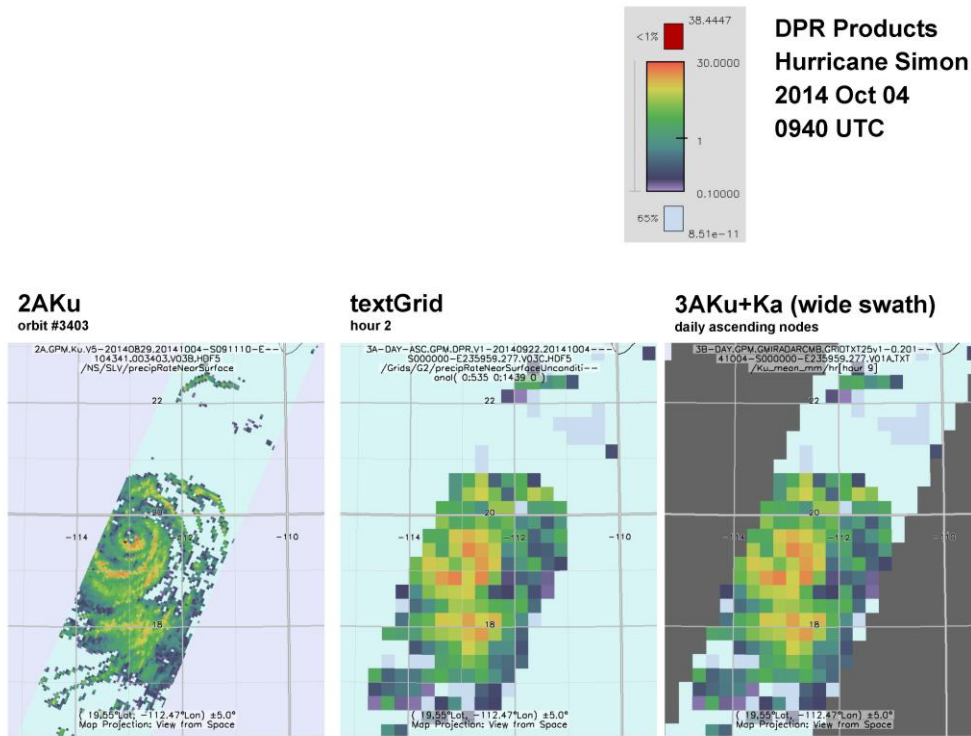 38.4447
<1%
30.0000
1
0.10000
65%
8.51e-11
DPR Products
Hurricane Simon
2014 Oct 04
0940 UTC
2AKu
orbit #3403
2A.GPM.Ku.V5-20140829.20141004-S091110-E--
104341.003403.V03B.HDF5
/NS/SLV/precipRateNearSurface
22
20
-114
-112
-110
18
( 19.55°Lat, -112.47°Lon) ±5.0°
Map Projection: View from Space
textGrid
hour 2
3A-DAY-ASC.GPM.DPR.V1-20140922.20141004---
S000000-E235959.277.V03C.HDF5
/Grids/G2/precipRateNearSurfaceUnconditi--
onal( 0:535 0:1439 0 )
22
20
-114
-112
-110
18
( 19.55°Lat, -112.47°Lon) ±5.0°
Map Projection: View from Space
3AKu+Ka (wide swath)
daily ascending nodes
3B-DAY.GPM.GMIRADARCMB.GRIDTXT25v1-0.201--
41004-S000000-E235959.277.V01A.TXT
/Ku_mean_mm/hr[hour 9]
22
20
-114
-112
-110
18
( 19.55°Lat, -112.47°Lon) ±5.0°
Map Projection: View from Space